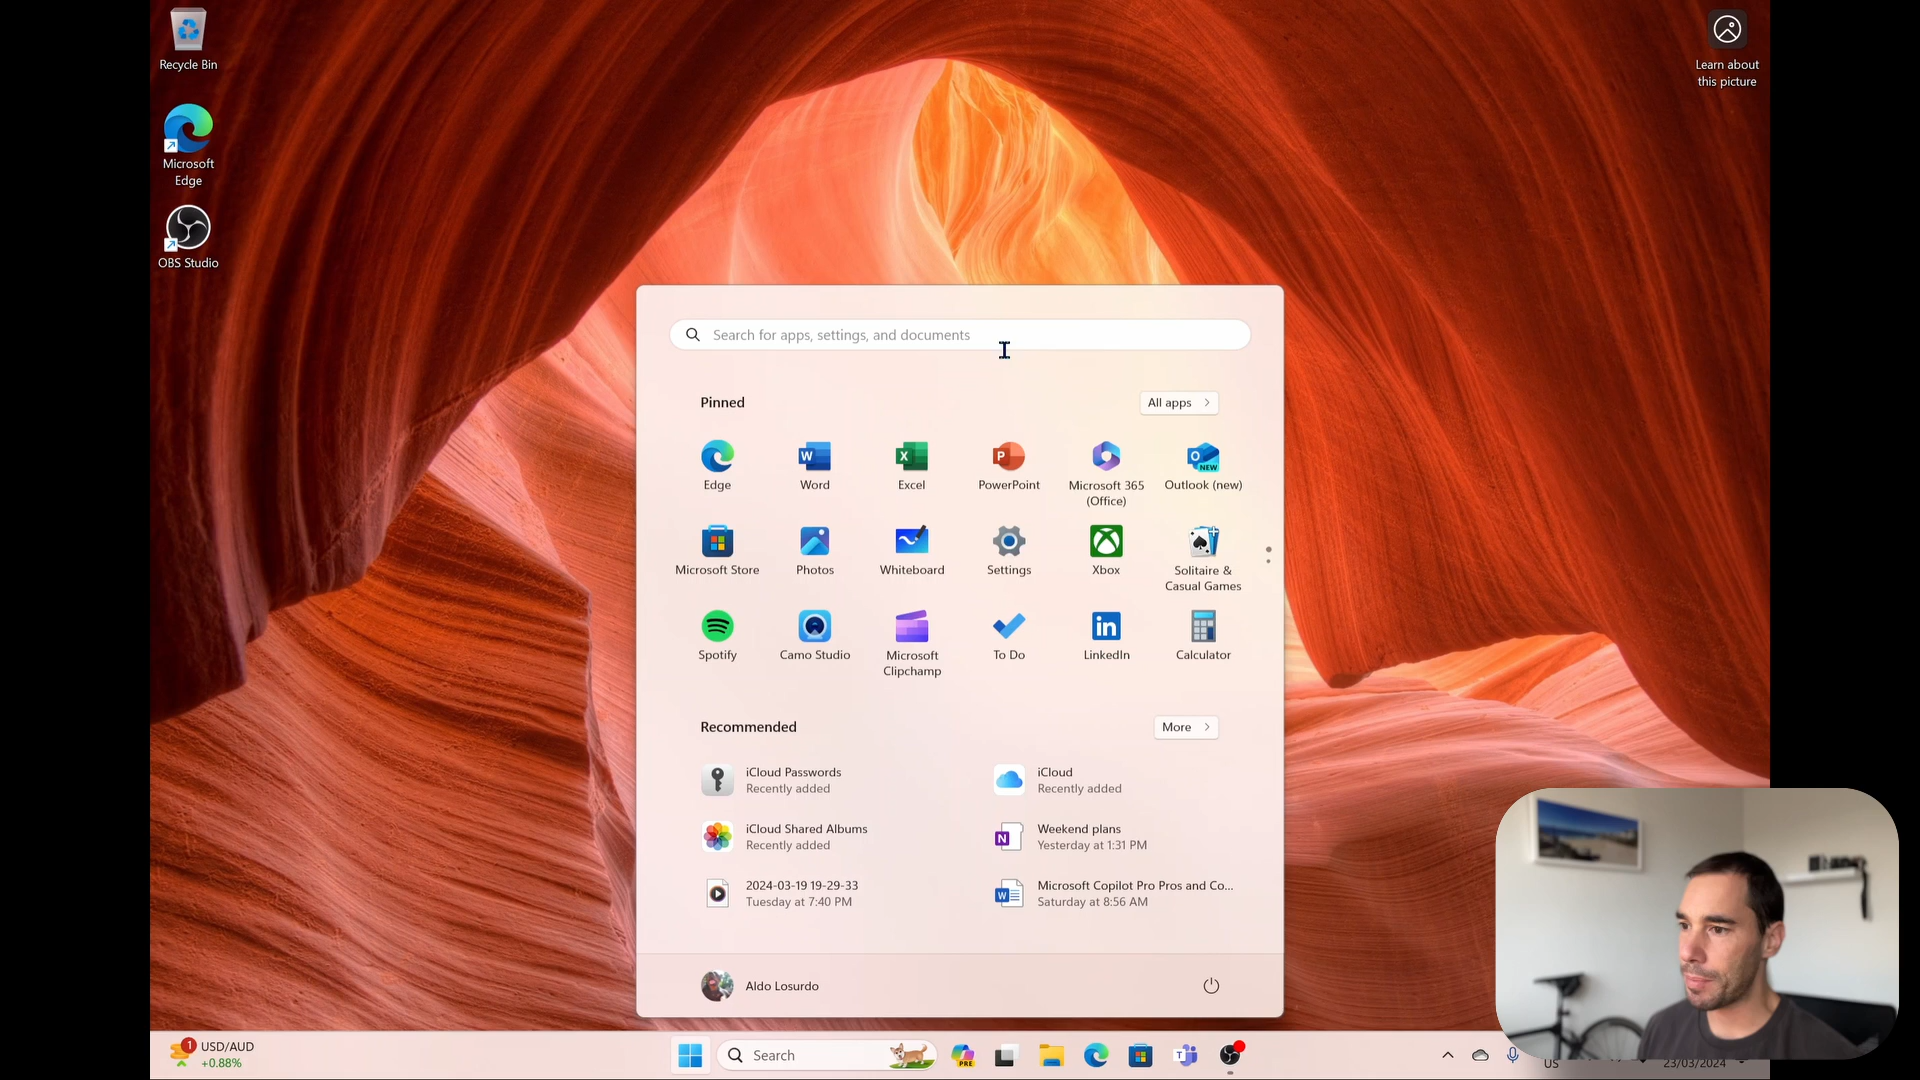 Recycle Bin
Microsoft
Edge
OBS Studio
Learn about
this picture
Search for apps, settings, and documents
Pinned
All apps
Edge
Word
Excel
PowerPoint
Microsoft 365
(Office)
Outlook (new)
Microsoft Store
Photos
Whiteboard
Settings
Xbox
Solitaire &
Casual Games
Spotify
Camo Studio
Microsoft
Clipchamp
To Do
LinkedIn
Calculator
Recommended
More
iCloud Passwords
Recently added
iCloud
Recently added
iCloud Shared Albums
Recently added
Weekend plans
Yesterday at 1:31 PM
2024-03-19 19-29-33
Tuesday at 7:40 PM
Microsoft Copilot Pro Pros and Co...
Saturday at 8:56 AM
Aldo Losurdo
1
USD/AUD
+0.88%
Search
PRE
US
23/03/2024